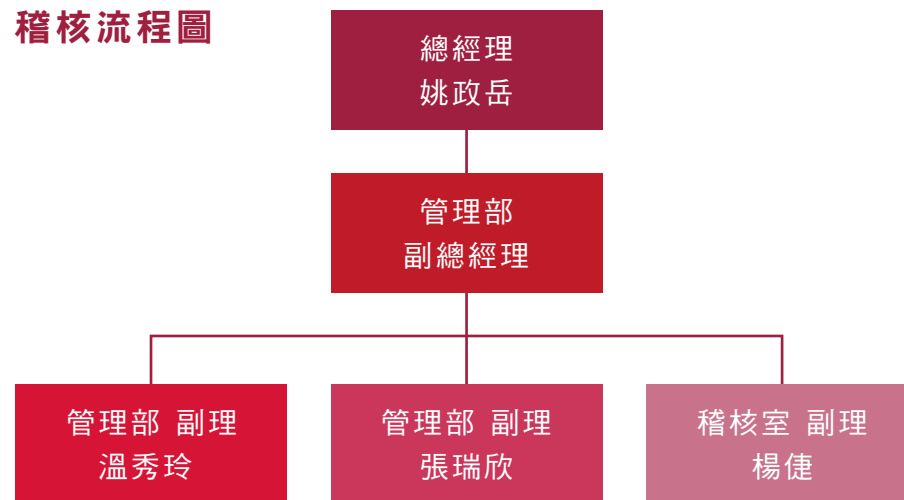 稽核流程圖
總經理
姚政岳
管理部
副總經理
管理部 副理
溫秀玲
管理部 副理
張瑞欣
稽核室 副理
楊倢